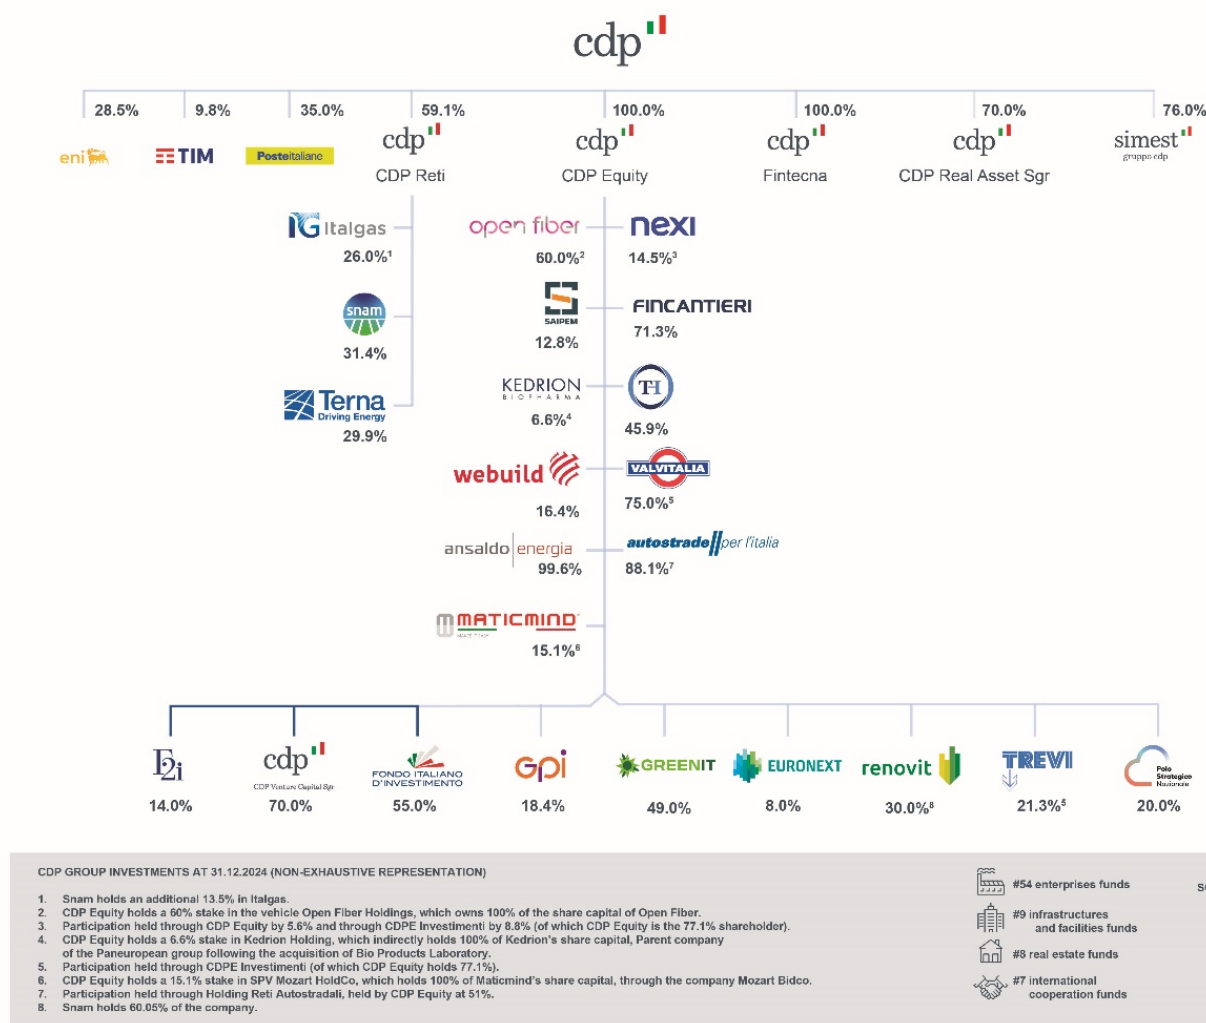 cdp
28.5%
9.8%
35.0%
59.1%
100.0%
100.0%
70.0%
76.0%
eni
TIM
Posteitaliane
cdp
CDP Reti
cdp
CDP Equity
cdp
Fintecna
cdp
CDP Real Asset Sgr
simest
gruppo cdp
IG Italgas
26.0%¹
open fiber
60.0%²
nexi
14.5%³
snam
31.4%
SAIPEM
12.8%
FINCANTIERI
71.3%
Terna
Driving Energy
29.9%
KEDRION
BIOPHARMA
6.6%⁴
TH
45.9%
webuild
16.4%
VALVITALIA
75.0%⁵
ansaldo energia
99.6%
autostrade per l'italia
88.1%⁷
MATICMIND
15.1%⁶
F2i
14.0%
cdp
CDP Venture Capital Sgr
70.0%
FONDO ITALIANO
D'INVESTIMENTO
55.0%
GPI
18.4%
GREENIT
49.0%
EURONEXT
8.0%
renovit
30.0%⁸
TREVI
21.3%⁵
Polo
Strategico
Nazionale
20.0%
CDP GROUP INVESTMENTS AT 31.12.2024 (NON-EXHAUSTIVE REPRESENTATION)
1. Snam holds an additional 13.5% in Italgas.
2. CDP Equity holds a 60% stake in the vehicle Open Fiber Holdings, which owns 100% of the share capital of Open Fiber.
3. Participation held through CDP Equity by 5.6% and through CDPE Investimenti by 8.8% (of which CDP Equity is the 77.1% shareholder).
4. CDP Equity holds a 6.6% stake in Kedrion Holding, which indirectly holds 100% of Kedrion's share capital, Parent company
of the Paneuropean group following the acquisition of Bio Products Laboratory.
5. Participation held through CDPE Investimenti (of which CDP Equity holds 77.1%).
6. CDP Equity holds a 15.1% stake in SPV Mozart HoldCo, which holds 100% of Maticmind's share capital, through the company Mozart Bidco.
7. Participation held through Holding Reti Autostradali, held by CDP Equity at 51%.
8. Snam holds 60.05% of the company.
#54 enterprises funds
#9 infrastructures
and facilities funds
#8 real estate funds
#7 international
cooperation funds